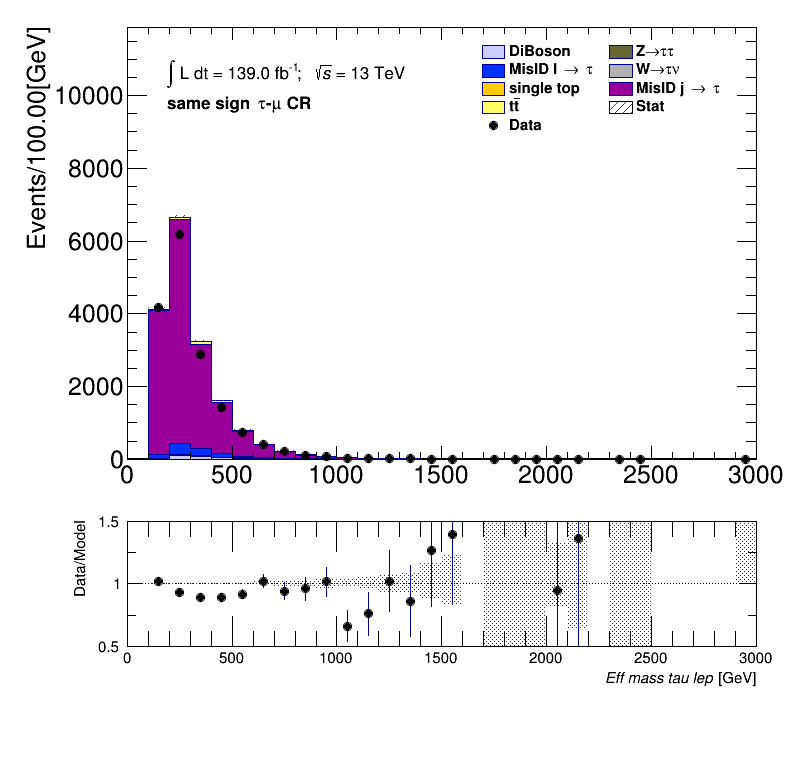 Events/100.00[GeV]
∫ L dt = 139.0 fb⁻¹; √s = 13 TeV
same sign τ-μ CR
DiBoson
Z→ττ
MisID l → τ
W→τν
single top
MisID j → τ
tt̄
Stat
Data
10000
8000
6000
4000
2000
0
0 500 1000 1500 2000 2500 3000
Data/Model
1.5
1
0.5
0 500 1000 1500 2000 2500 3000
Eff mass tau lep [GeV]